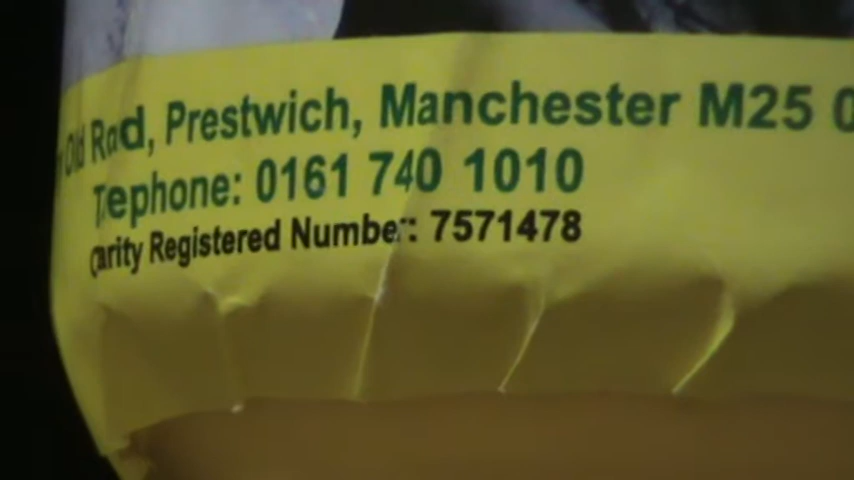 Old Road, Prestwich, Manchester M25 0
Telephone: 0161 740 1010
Charity Registered Number: 7571478